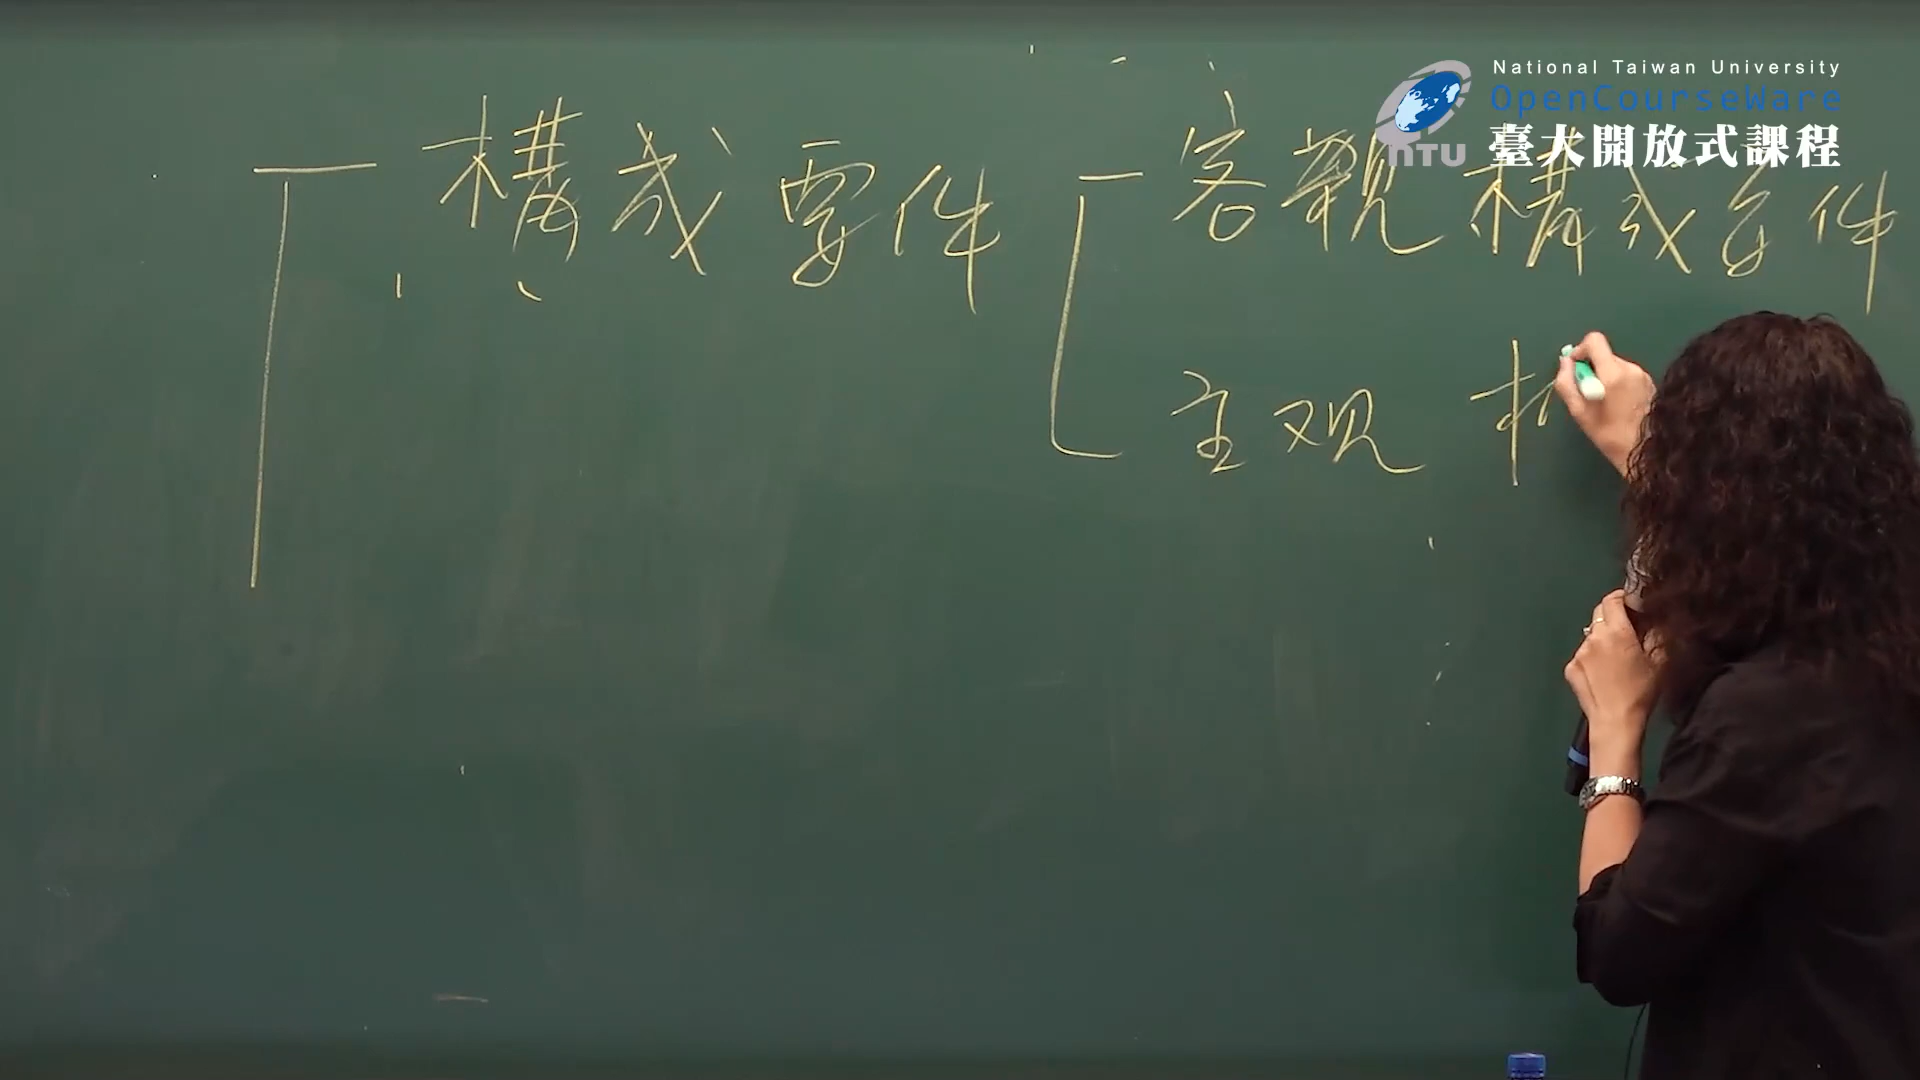 National Taiwan University
OpenCourseWare
臺大開放式課程
NTU
構成要件
客觀構成要件
主观